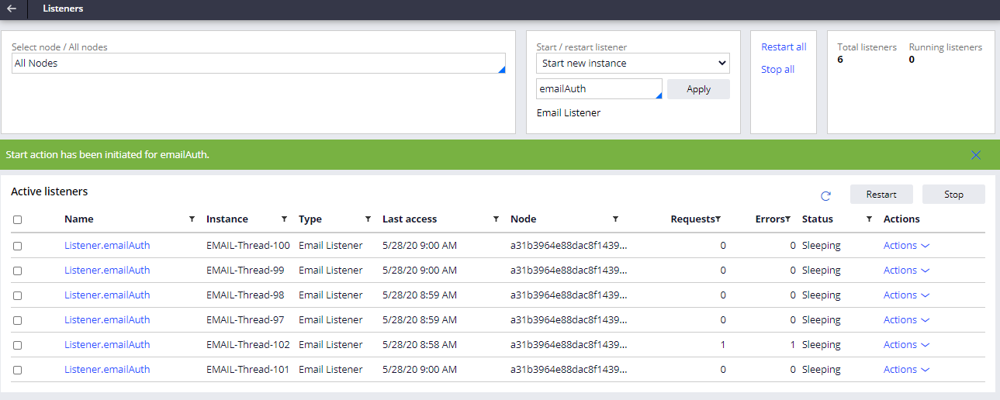 Listeners
Select node / All nodes
All Nodes
Start / restart listener
Start new instance
emailAuth
Apply
Email Listener
Restart all
Stop all
Total listeners
6
Running listeners
0
Start action has been initiated for emailAuth.
Active listeners
Restart
Stop
Name Instance Type Last access Node Requests Errors Status Actions
Listener.emailAuth EMAIL-Thread-100 Email Listener 5/28/20 9:00 AM a31b3964e88dac8f1439... 0 0 Sleeping Actions
Listener.emailAuth EMAIL-Thread-99 Email Listener 5/28/20 9:00 AM a31b3964e88dac8f1439... 0 0 Sleeping Actions
Listener.emailAuth EMAIL-Thread-98 Email Listener 5/28/20 8:59 AM a31b3964e88dac8f1439... 0 0 Sleeping Actions
Listener.emailAuth EMAIL-Thread-97 Email Listener 5/28/20 8:59 AM a31b3964e88dac8f1439... 0 0 Sleeping Actions
Listener.emailAuth EMAIL-Thread-102 Email Listener 5/28/20 8:58 AM a31b3964e88dac8f1439... 1 1 Sleeping Actions
Listener.emailAuth EMAIL-Thread-101 Email Listener 5/28/20 9:00 AM a31b3964e88dac8f1439... 0 0 Sleeping Actions